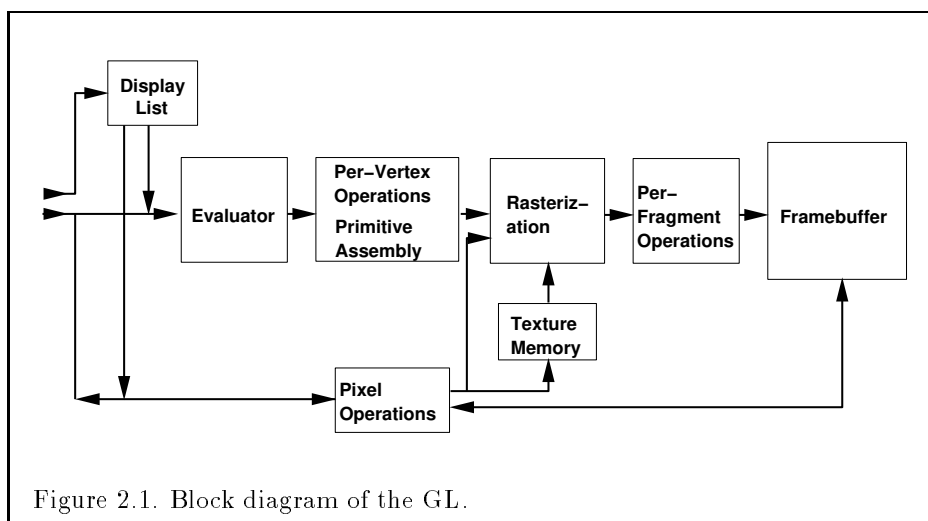 Display
List
Evaluator
Per-Vertex
Operations
Primitive
Assembly
Rasteriz-
ation
Per-
Fragment
Operations
Framebuffer
Texture
Memory
Pixel
Operations
Figure 2.1. Block diagram of the GL.